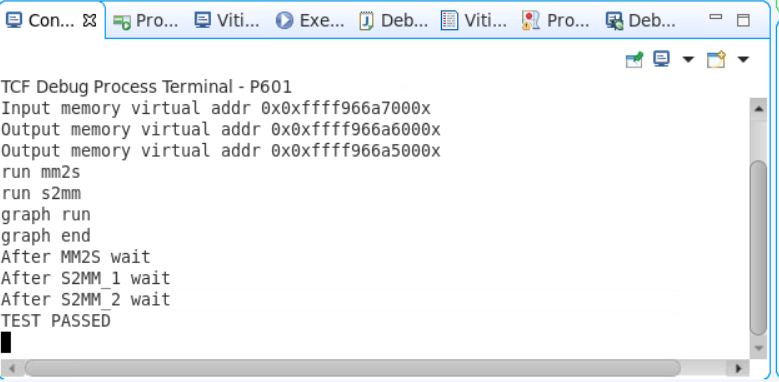 Con... Pro... Viti... Exe... Deb... Viti... Pro... Deb...
TCF Debug Process Terminal - P601
Input memory virtual addr 0x0xffff966a7000x
Output memory virtual addr 0x0xffff966a6000x
Output memory virtual addr 0x0xffff966a5000x
run mm2s
run s2mm
graph run
graph end
After MM2S wait
After S2MM_1 wait
After S2MM_2 wait
TEST PASSED